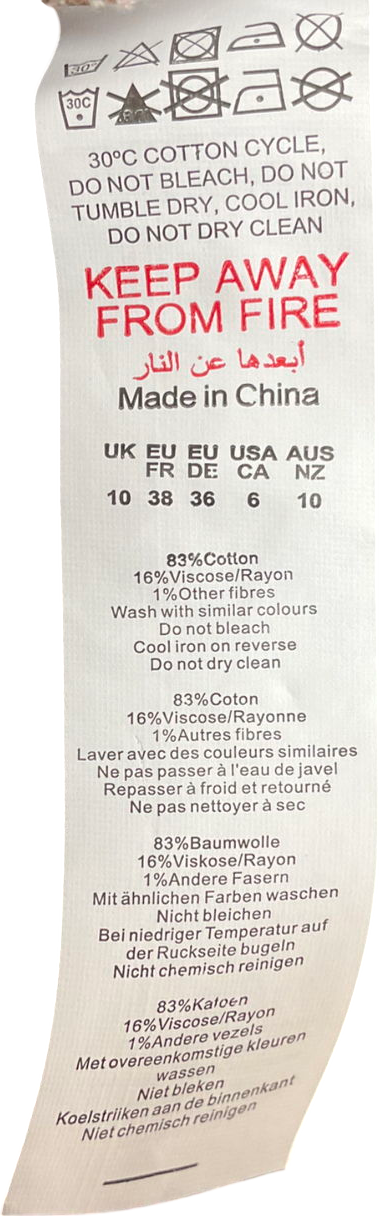 30°
30C
30°C COTTON CYCLE,
DO NOT BLEACH, DO NOT
TUMBLE DRY, COOL IRON,
DO NOT DRY CLEAN
KEEP AWAY
FROM FIRE
أبعدها عن النار
Made in China
UK EU EU USA AUS
FR DE CA NZ
10 38 36 6 10
83%Cotton
16%Viscose/Rayon
1%Other fibres
Wash with similar colours
Do not bleach
Cool iron on reverse
Do not dry clean
83%Coton
16%Viscose/Rayonne
1%Autres fibres
Laver avec des couleurs similaires
Ne pas passer à l'eau de javel
Repasser à froid et retourné
Ne pas nettoyer à sec
83%Baumwolle
16%Viskose/Rayon
1%Andere Fasern
Mit ähnlichen Farben waschen
Nicht bleichen
Bei niedriger Temperatur auf
der Ruckseite bugeln
Nicht chemisch reinigen
83%Katoen
16%Viscose/Rayon
1%Andere vezels
Met overeenkomstige kleuren
wassen
Niet bleken
Koelstriiken aan de binnenkant
Niet chemisch reinigen